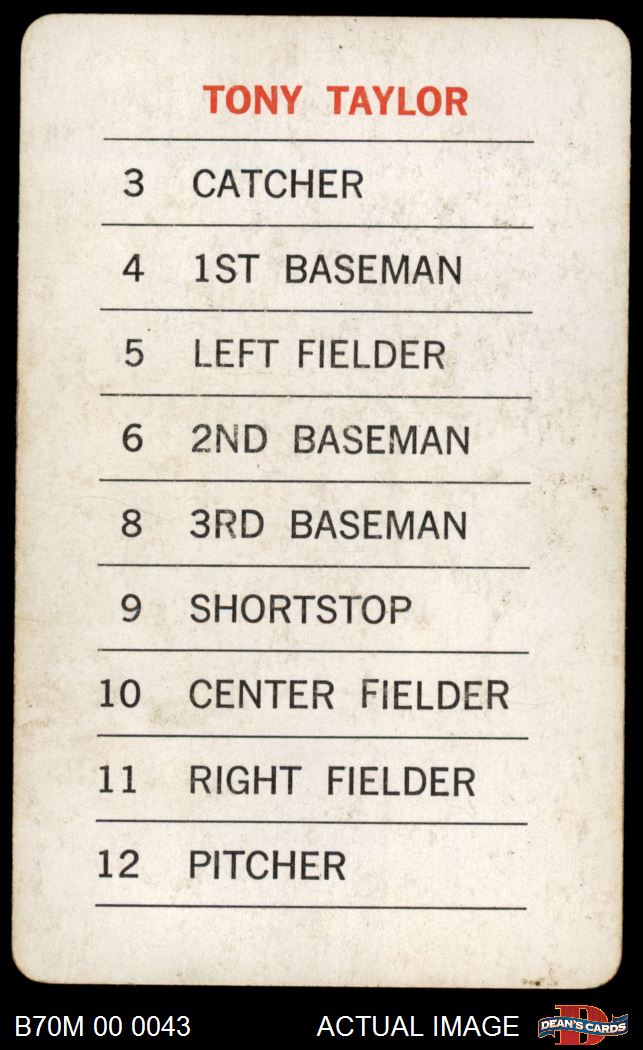 TONY TAYLOR
3 CATCHER
4 1ST BASEMAN
5 LEFT FIELDER
6 2ND BASEMAN
8 3RD BASEMAN
9 SHORTSTOP
10 CENTER FIELDER
11 RIGHT FIELDER
12 PITCHER
B70M 00 0043 ACTUAL IMAGE D DEAN'S CARDS